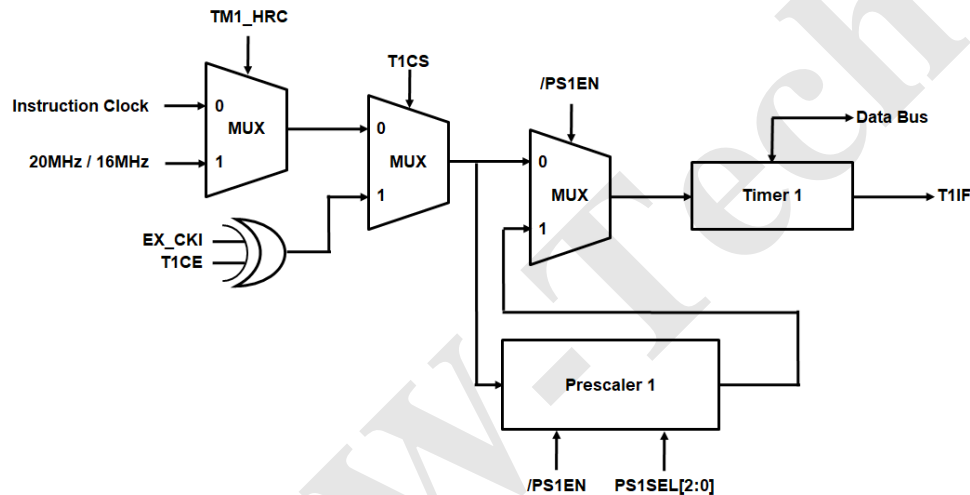 TM1_HRC
T1CS
/PS1EN
Instruction Clock
0
MUX
20MHz / 16MHz
1
0
MUX
1
0
MUX
1
Data Bus
Timer 1
T1IF
EX_CKI
T1CE
Prescaler 1
/PS1EN
PS1SEL[2:0]
W-Tech